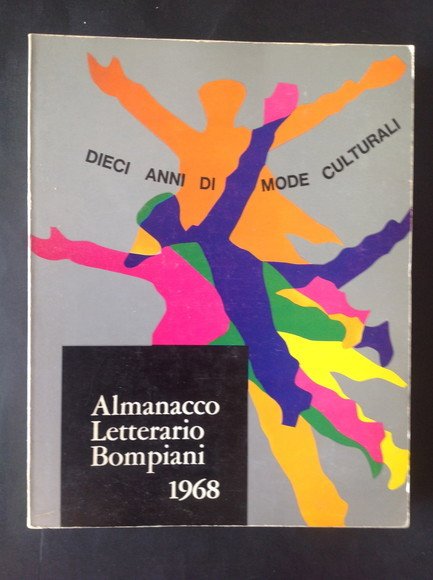 DIECI ANNI DI MODE CULTURALI
Almanacco
Letterario
Bompiani
1968